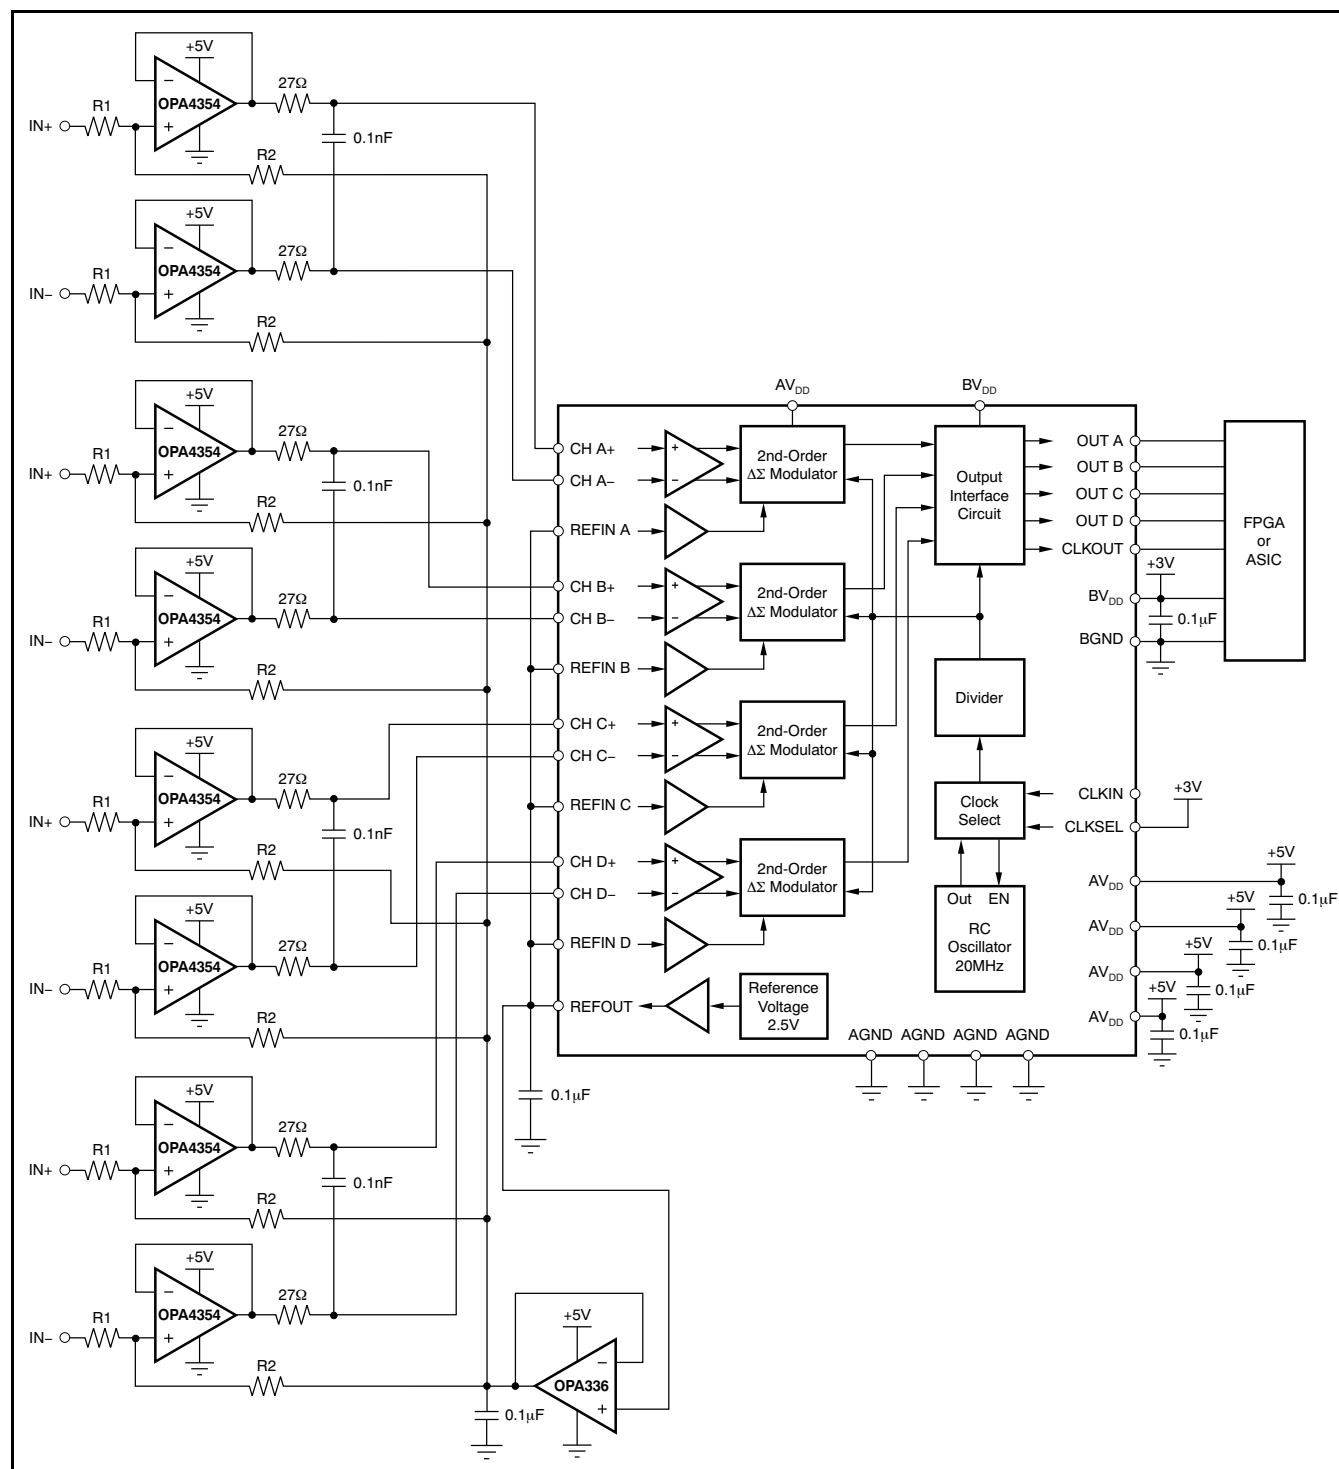 +5V
−
OPA4354
+
27Ω
R1
IN+
0.1nF
R2
+5V
−
OPA4354
+
27Ω
R1
IN−
R2
+5V
−
OPA4354
+
27Ω
R1
IN+
0.1nF
R2
+5V
−
OPA4354
+
27Ω
R1
IN−
R2
+5V
−
OPA4354
+
27Ω
R1
IN+
0.1nF
R2
+5V
−
OPA4354
+
27Ω
R1
IN−
R2
+5V
−
OPA4354
+
27Ω
R1
IN+
0.1nF
R2
+5V
−
OPA4354
+
27Ω
R1
IN−
R2
+5V
−
OPA336
+
0.1µF
0.1µF
AVDD
BVDD
CH A+
CH A−
REFIN A
CH B+
CH B−
REFIN B
CH C+
CH C−
REFIN C
CH D+
CH D−
REFIN D
REFOUT
+
−
2nd-Order
ΔΣ Modulator
+
−
2nd-Order
ΔΣ Modulator
+
−
2nd-Order
ΔΣ Modulator
+
−
2nd-Order
ΔΣ Modulator
Reference
Voltage
2.5V
Output
Interface
Circuit
Divider
Clock
Select
Out EN
RC
Oscillator
20MHz
AGND AGND AGND AGND
OUT A
OUT B
OUT C
OUT D
CLKOUT
BVDD
BGND
CLKIN
CLKSEL
AVDD
AVDD
AVDD
AVDD
FPGA
or
ASIC
+3V
0.1µF
+3V
+5V
0.1µF
+5V
0.1µF
+5V
0.1µF
+5V
0.1µF